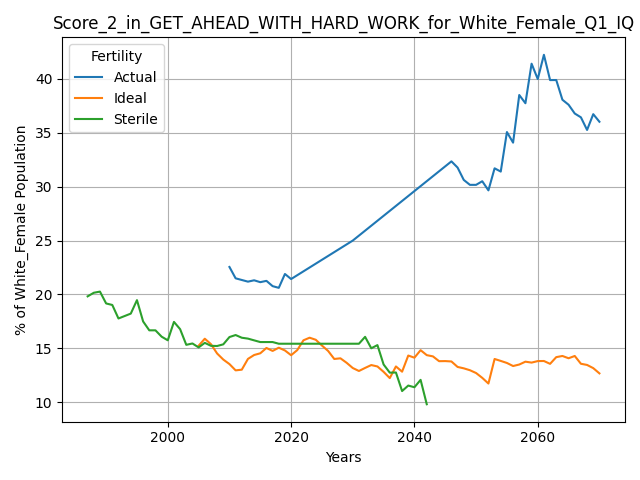 Score_2_in_GET_AHEAD_WITH_HARD_WORK_for_White_Female_Q1_IQ
Fertility
Actual
Ideal
Sterile
% of White_Female Population
40
35
30
25
20
15
10
2000
2020
2040
2060
Years